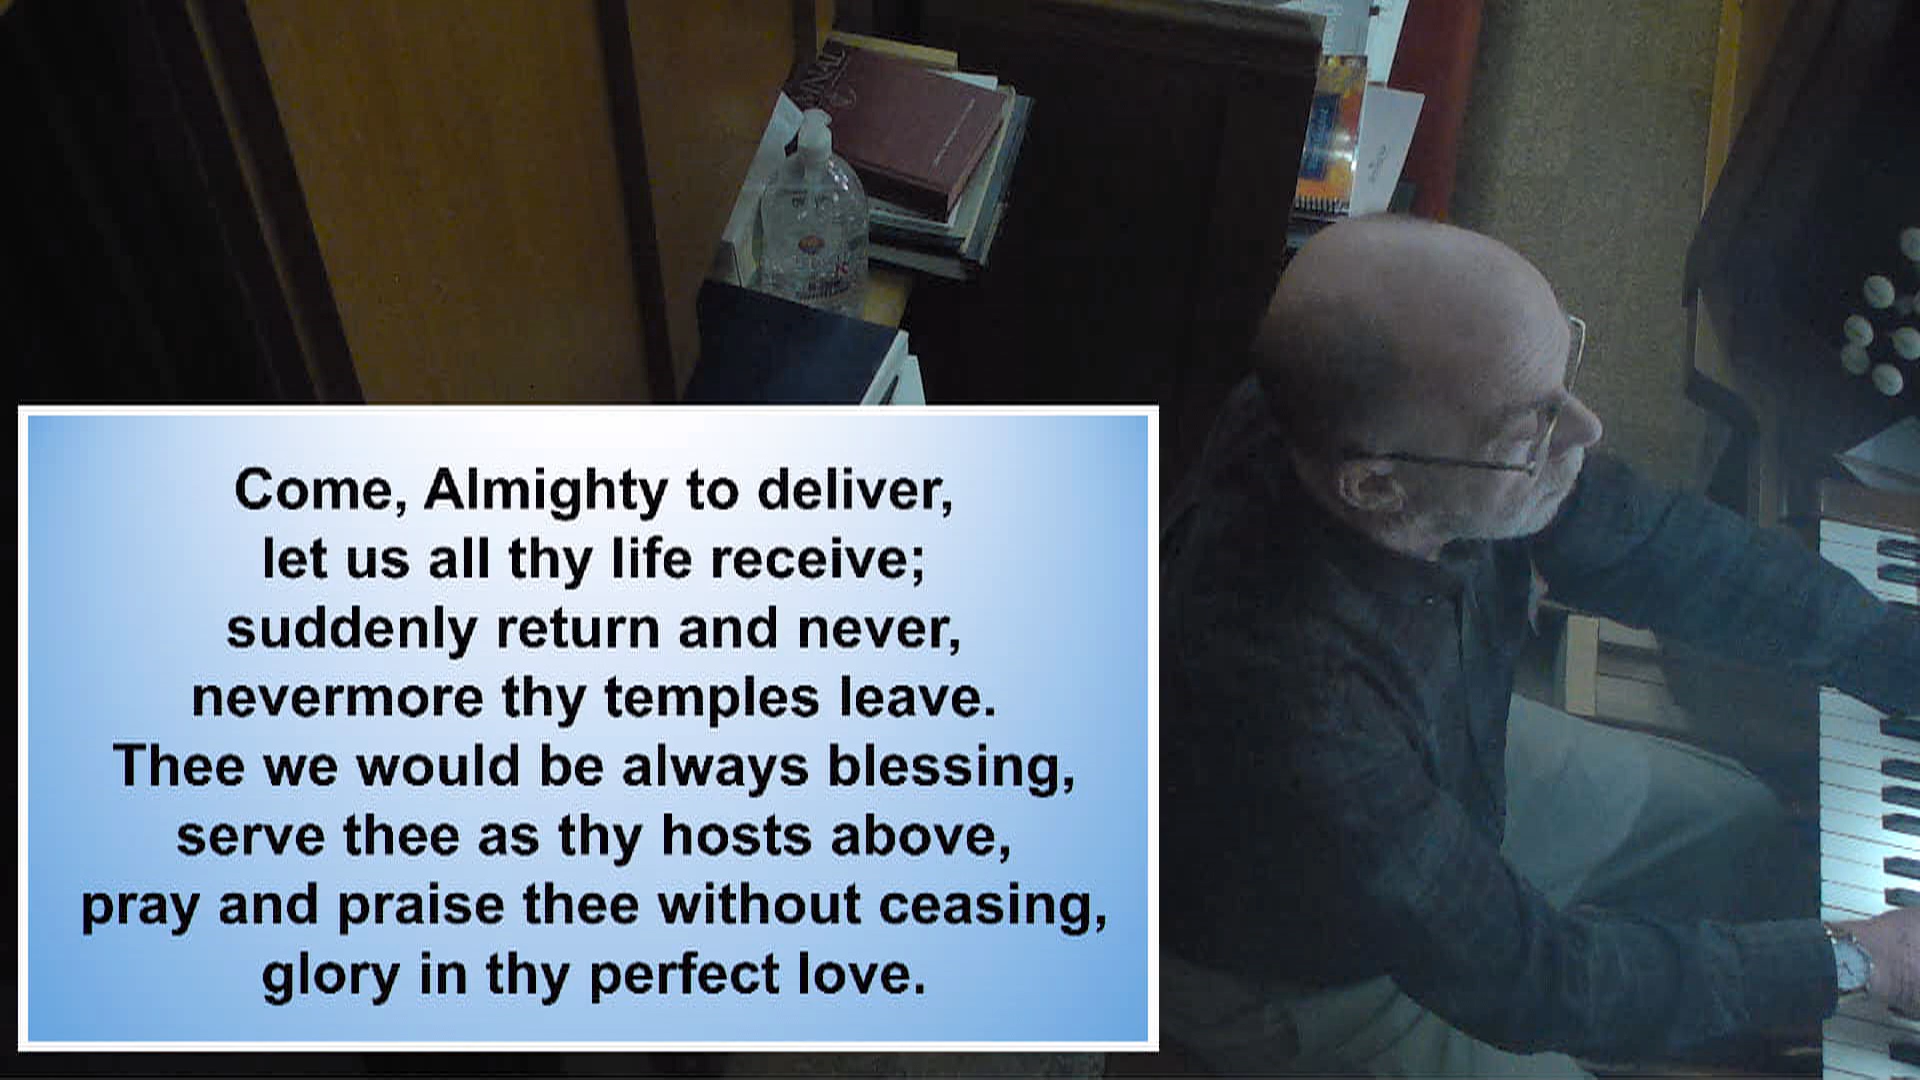 Come, Almighty to deliver,
let us all thy life receive;
suddenly return and never,
nevermore thy temples leave.
Thee we would be always blessing,
serve thee as thy hosts above,
pray and praise thee without ceasing,
glory in thy perfect love.